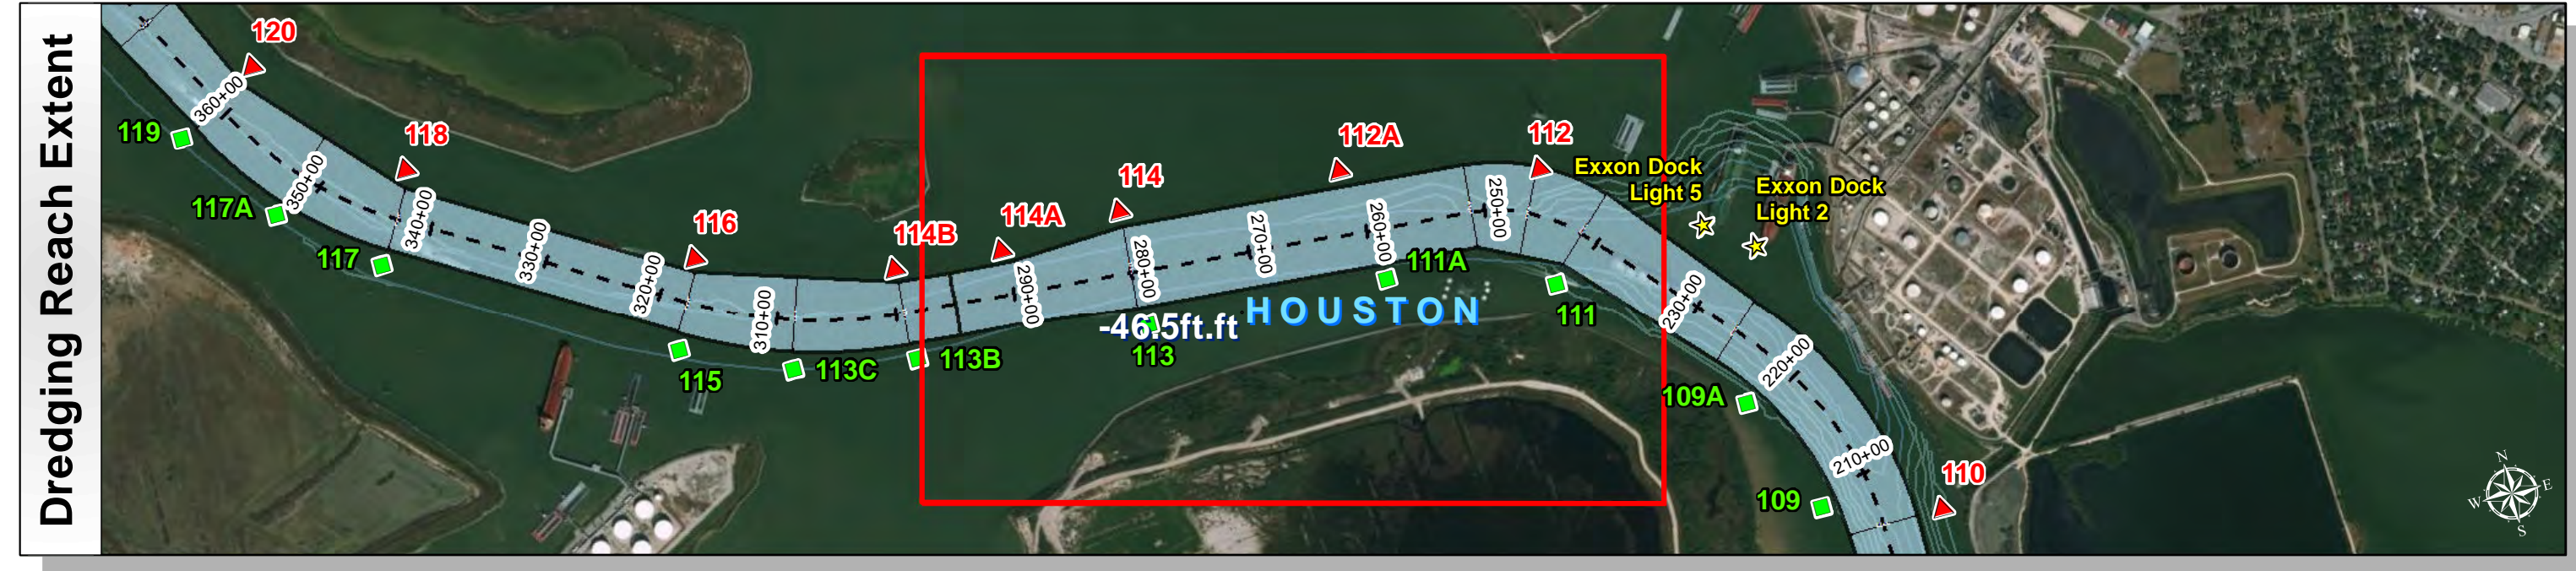 Dredging Reach Extent
120
360+00
119
118
350+00
117A
340+00
117
330+00
116
320+00
310+00
115
113C
114B
113B
114A
290+00
114
280+00
-46.5ft.ft
113
HOUSTON
270+00
112A
260+00
111A
250+00
112
111
Exxon Dock
Light 5
Exxon Dock
Light 2
230+00
220+00
109A
210+00
109
110
N
W
E
S